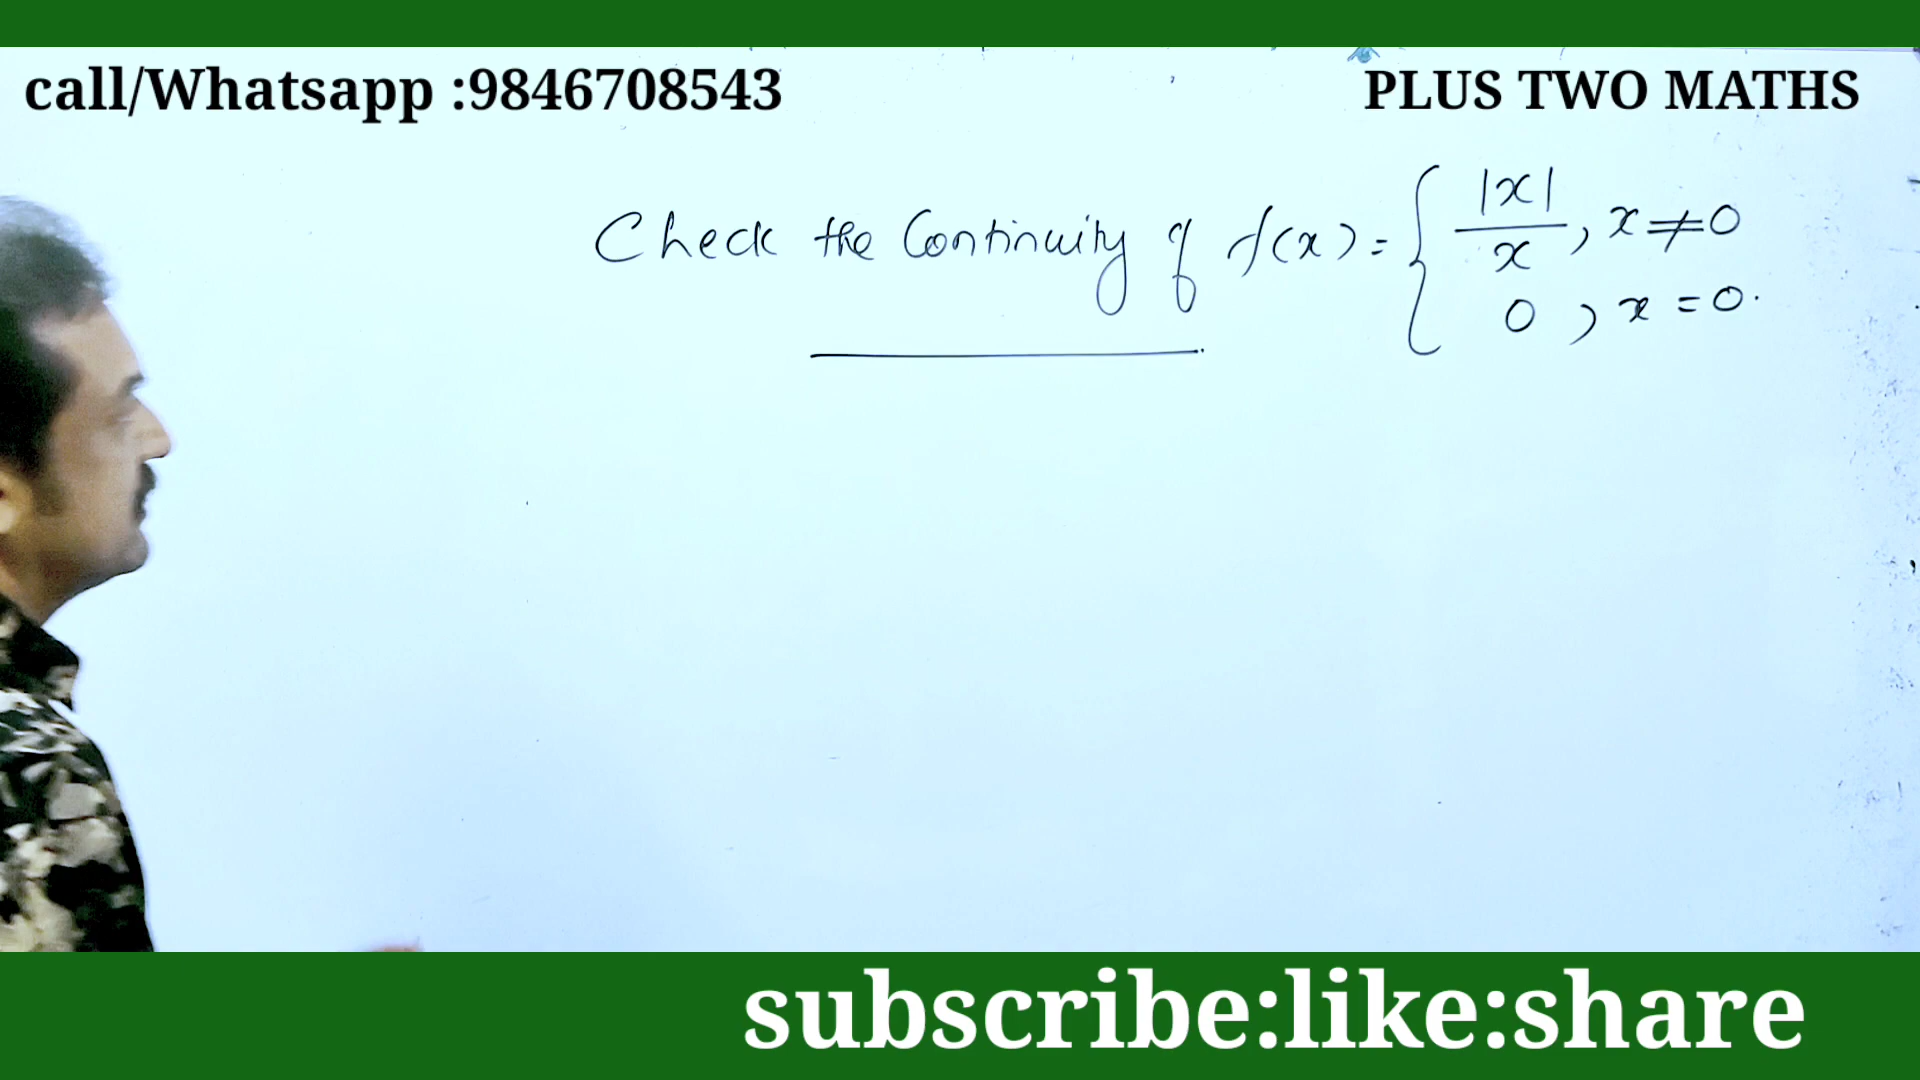 call/Whatsapp :9846708543
PLUS TWO MATHS
Check the Continuity of f(x) = { |x|/x , x ≠ 0
0 , x = 0.
subscribe:like:share